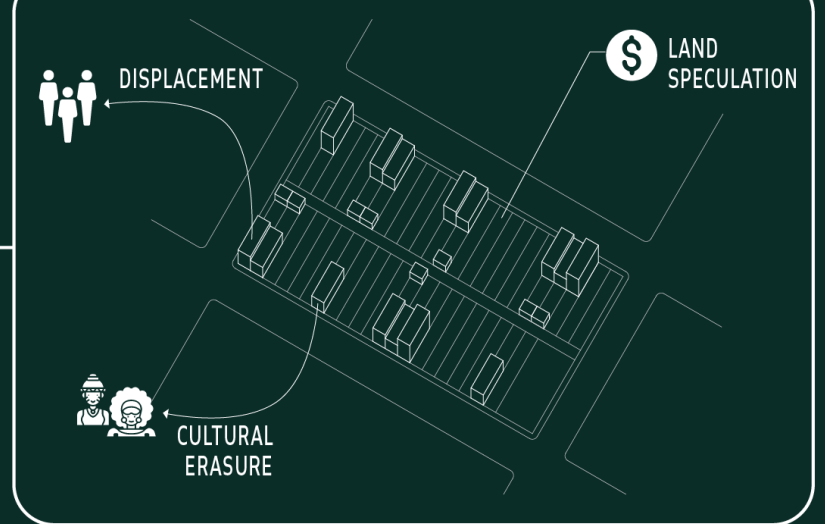 DISPLACEMENT
$
LAND
SPECULATION
CULTURAL
ERASURE